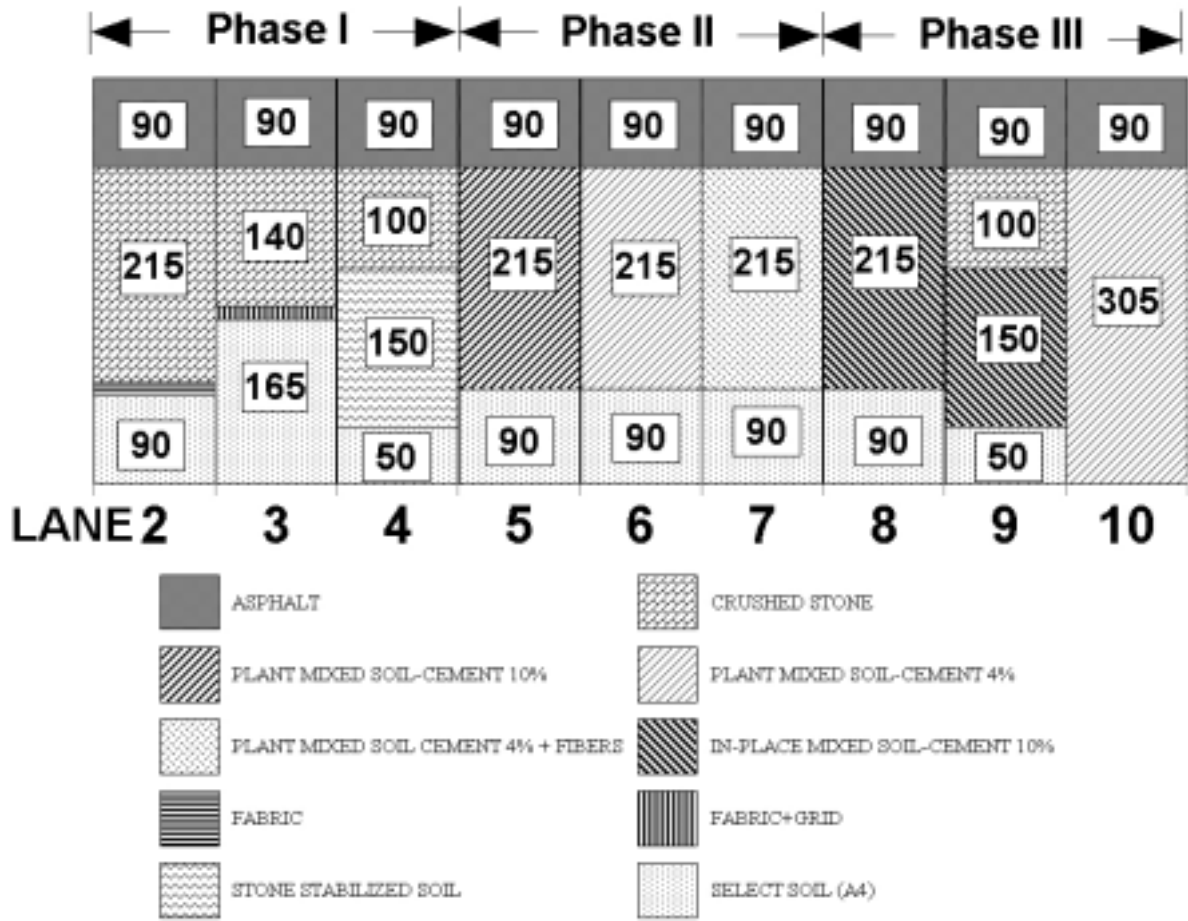 Phase I Phase II Phase III
90 90 90 90 90 90 90 90 90
215 140 100 215 215 215 215 100 305
165 150 150
90 50 90 90 90 90 50
LANE 2 3 4 5 6 7 8 9 10
ASPHALT CRUSHED STONE
PLANT MIXED SOIL-CEMENT 10% PLANT MIXED SOIL-CEMENT 4%
PLANT MIXED SOIL CEMENT 4% + FIBERS IN-PLACE MIXED SOIL-CEMENT 10%
FABRIC FABRIC+GRID
STONE STABILIZED SOIL SELECT SOIL (A4)